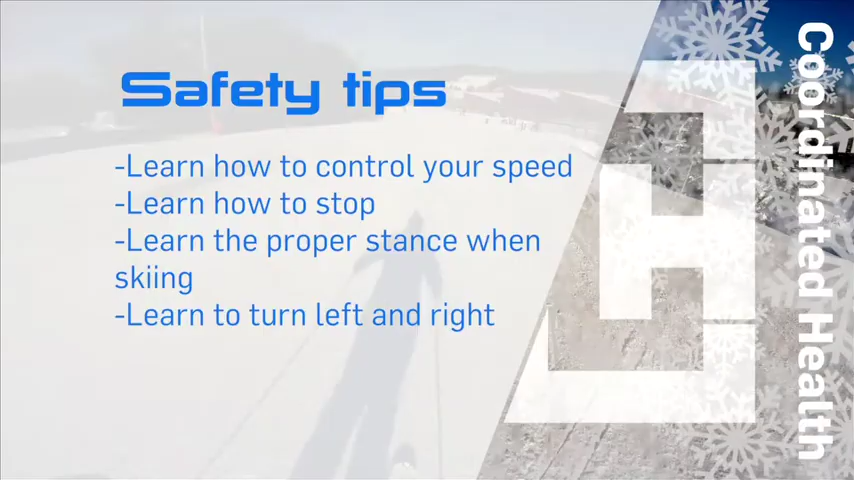 Safety tips
-Learn how to control your speed
-Learn how to stop
-Learn the proper stance when
skiing
-Learn to turn left and right
Coordinated Health